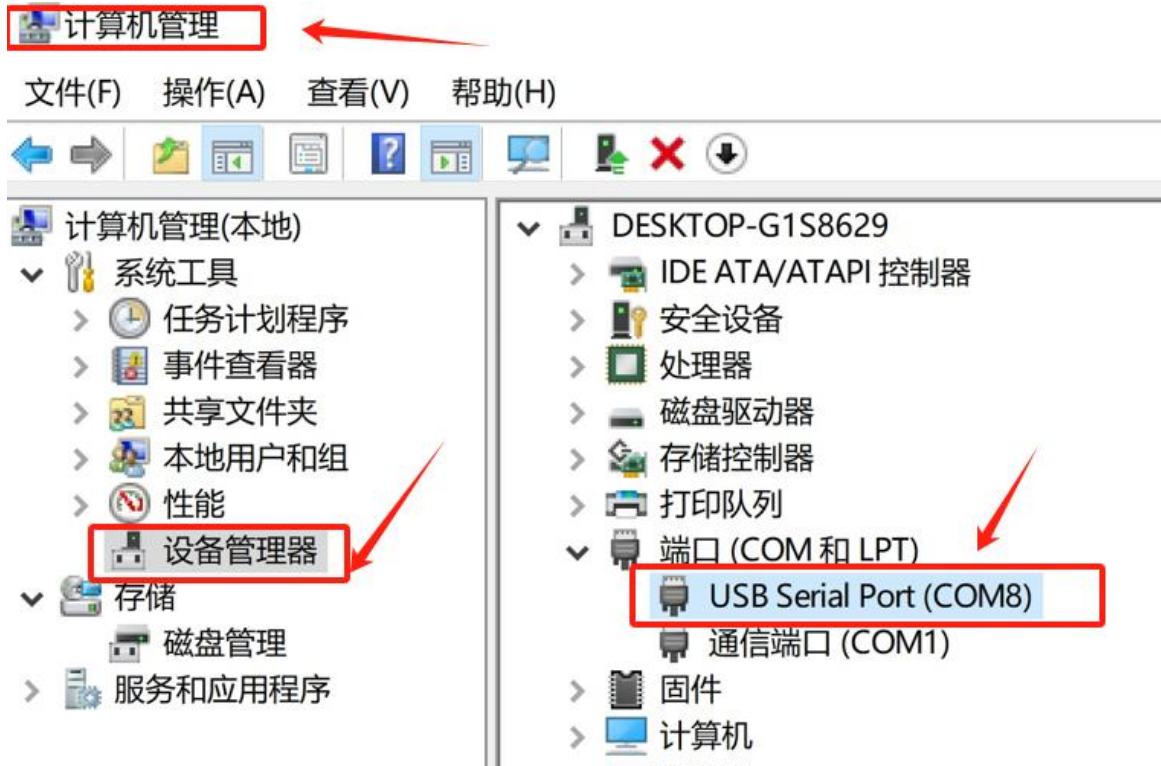 计算机管理
文件(F) 操作(A) 查看(V) 帮助(H)
计算机管理(本地)
系统工具
任务计划程序
事件查看器
共享文件夹
本地用户和组
性能
设备管理器
存储
磁盘管理
服务和应用程序
DESKTOP-G1S8629
IDE ATA/ATAPI 控制器
安全设备
处理器
磁盘驱动器
存储控制器
打印队列
端口 (COM 和 LPT)
USB Serial Port (COM8)
通信端口 (COM1)
固件
计算机